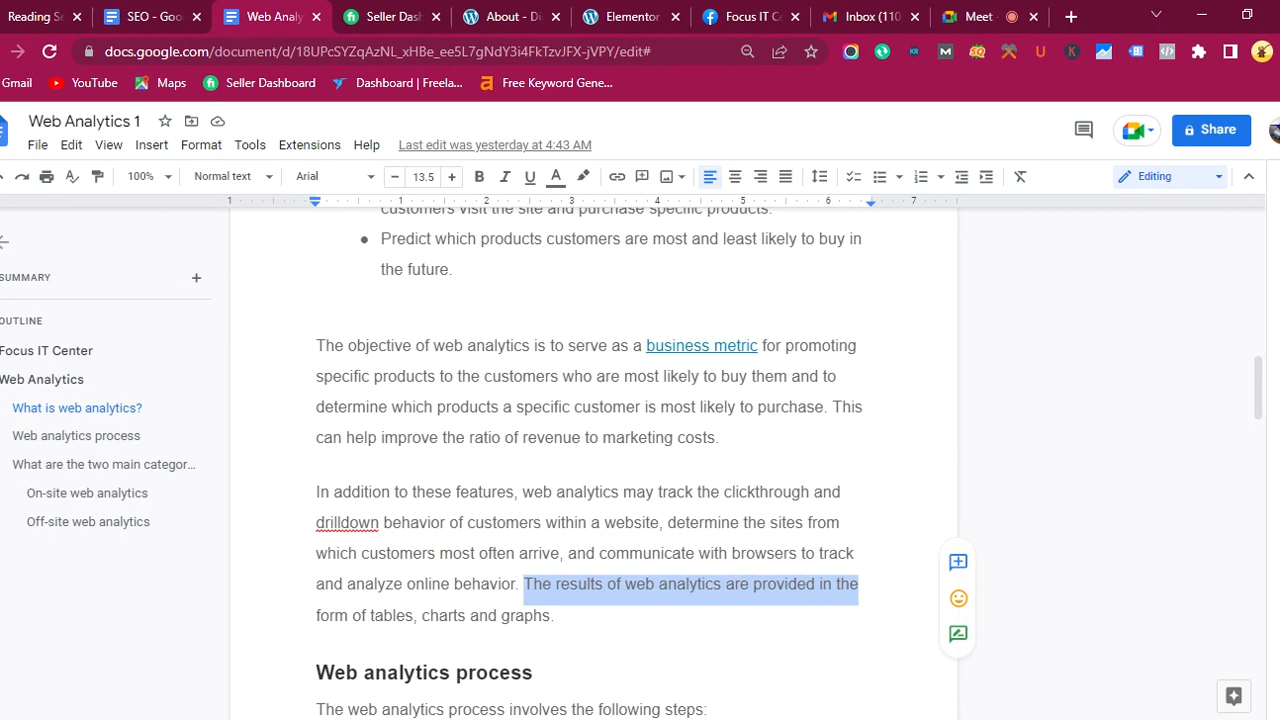 Reading Se
SEO - Goo
Web Analy
Seller Das
About - Di
Elementor
Focus IT C
Inbox (110
Meet -
docs.google.com/document/d/18UPcSYZqAzNL_xHBe_ee5L7gNdY3i4FkTzvJFX-jVPY/edit#
Gmail
YouTube
Maps
Seller Dashboard
Dashboard | Freela...
Free Keyword Gene...
Web Analytics 1
File Edit View Insert Format Tools Extensions Help Last edit was yesterday at 4:43 AM
Share
100% Normal text Arial 13.5
Editing
1 1 2 3 4 5 6 7
customers visit the site and purchase specific products.
● Predict which products customers are most and least likely to buy in
the future.
SUMMARY
OUTLINE
Focus IT Center
Web Analytics
What is web analytics?
Web analytics process
What are the two main categor...
On-site web analytics
Off-site web analytics
The objective of web analytics is to serve as a business metric for promoting
specific products to the customers who are most likely to buy them and to
determine which products a specific customer is most likely to purchase. This
can help improve the ratio of revenue to marketing costs.
In addition to these features, web analytics may track the clickthrough and
drilldown behavior of customers within a website, determine the sites from
which customers most often arrive, and communicate with browsers to track
and analyze online behavior. The results of web analytics are provided in the
form of tables, charts and graphs.
Web analytics process
The web analytics process involves the following steps: